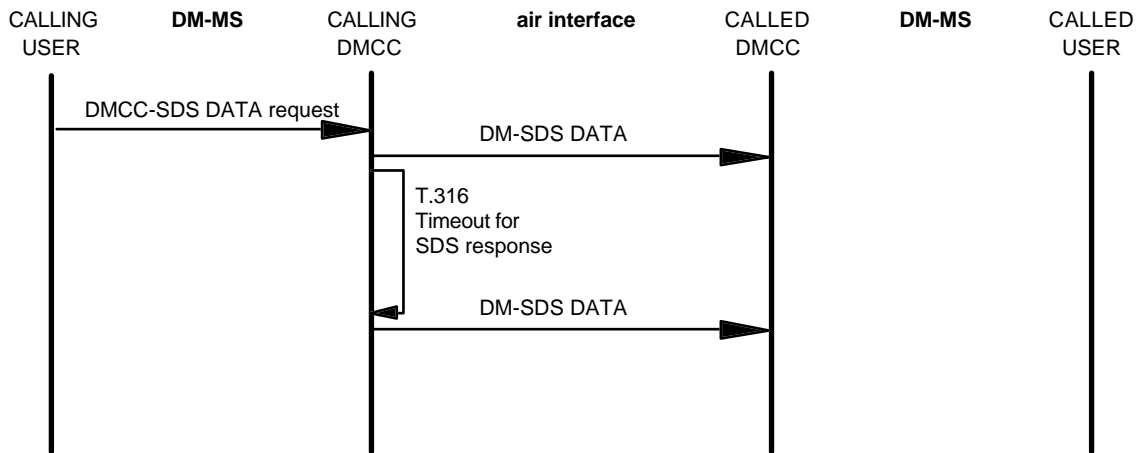 CALLING
USER
DM-MS
CALLING
DMCC
air interface
CALLED
DMCC
DM-MS
CALLED
USER
DMCC-SDS DATA request
DM-SDS DATA
T.316
Timeout for
SDS response
DM-SDS DATA